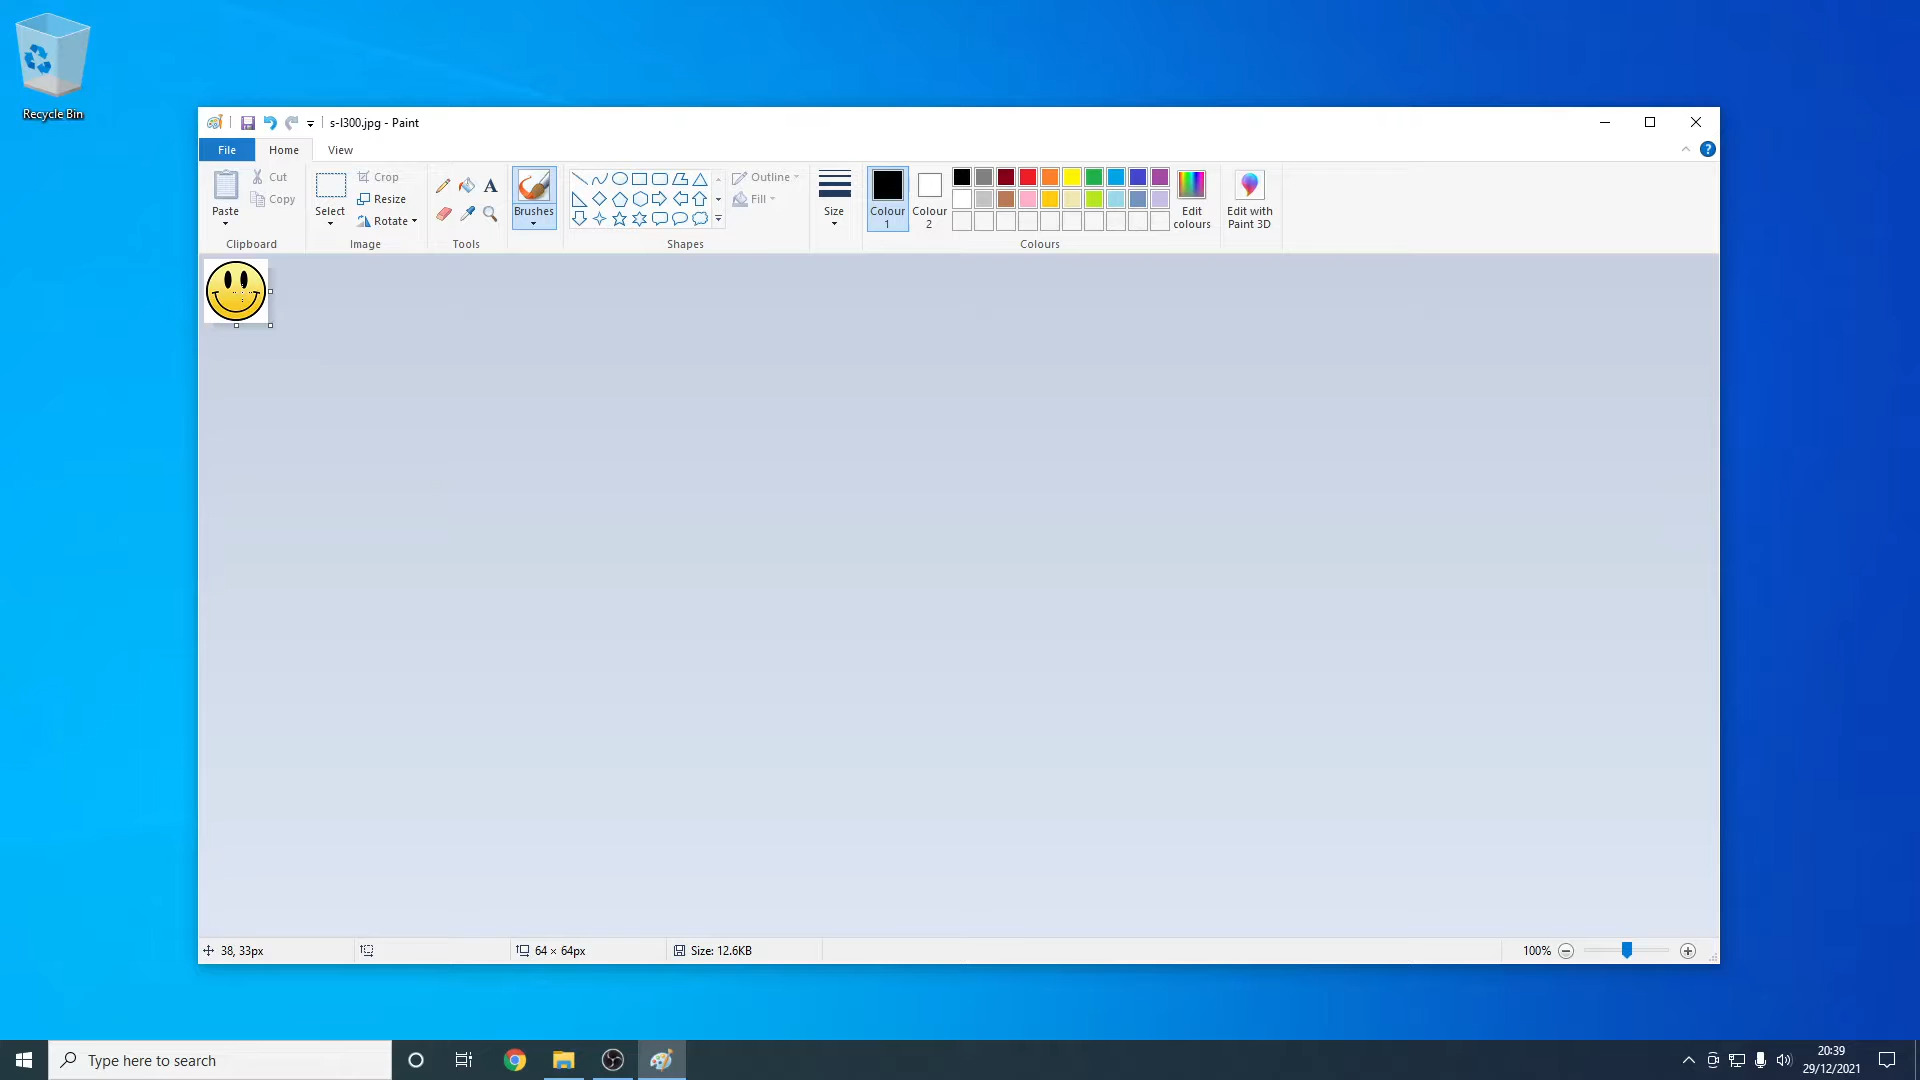 Recycle Bin
s-l300.jpg - Paint
File
Home
View
?
Paste
Cut
Copy
Clipboard
Select
Crop
Resize
Rotate
Image
A
Tools
Brushes
Shapes
Outline
Fill
Size
Colour
1
Colour
2
Colours
Edit
colours
Edit with
Paint 3D
38, 33px
64 × 64px
Size: 12.6KB
100%
Type here to search
20:39
29/12/2021